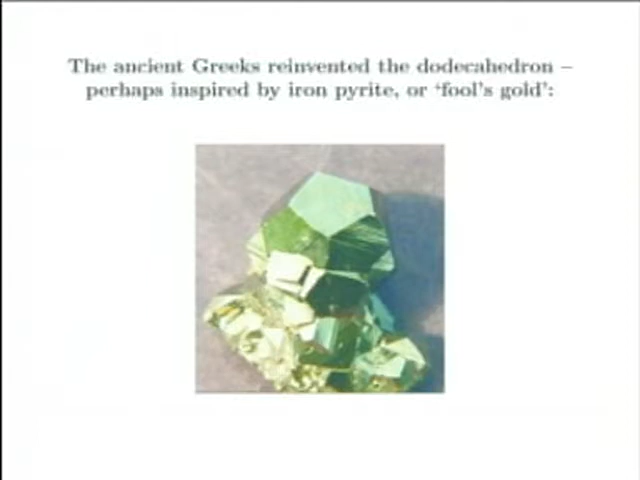 The ancient Greeks reinvented the dodecahedron –
perhaps inspired by iron pyrite, or ‘fool’s gold’: